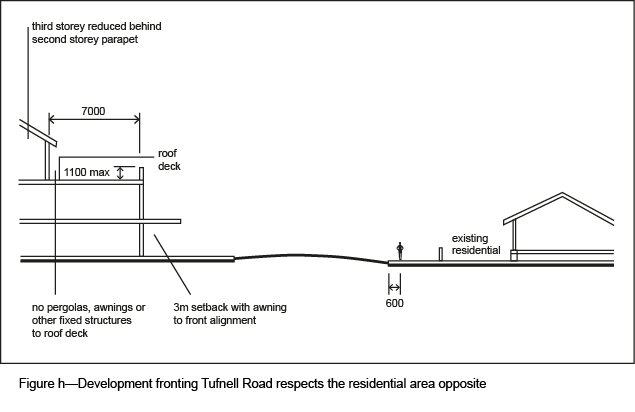 third storey reduced behind
second storey parapet
7000
roof
deck
1100 max
existing
residential
600
no pergolas, awnings or
other fixed structures
to roof deck
3m setback with awning
to front alignment
Figure h—Development fronting Tufnell Road respects the residential area opposite